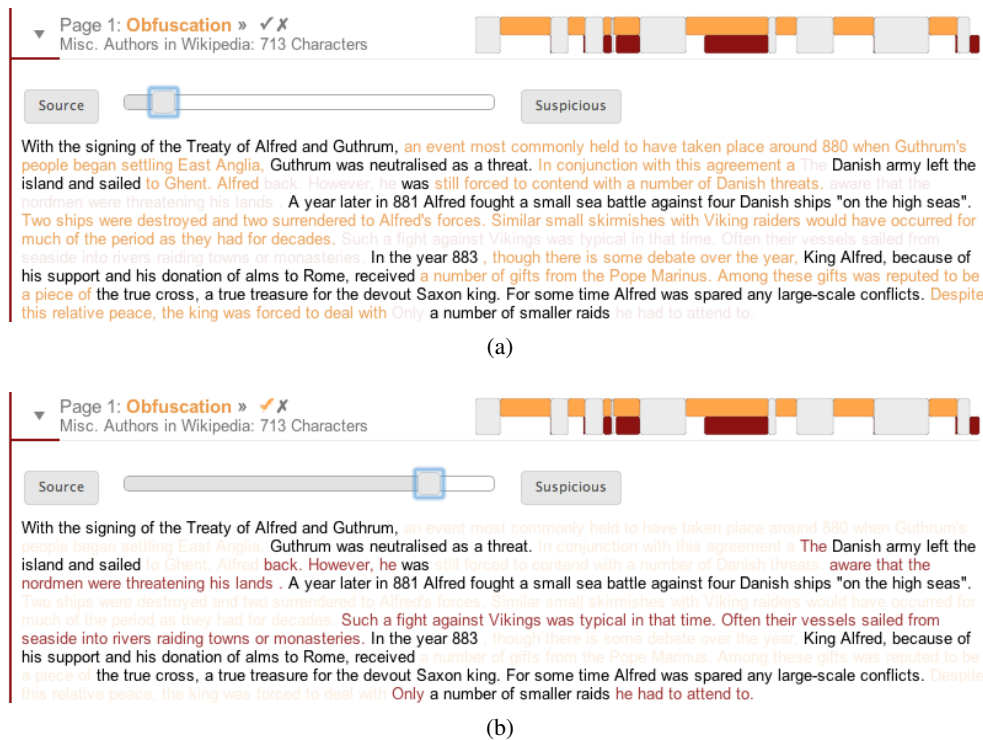 Page 1: Obfuscation » ✓✗
Misc. Authors in Wikipedia: 713 Characters
Source
Suspicious
With the signing of the Treaty of Alfred and Guthrum, an event most commonly held to have taken place around 880 when Guthrum's
people began settling East Anglia, Guthrum was neutralised as a threat. In conjunction with this agreement a The Danish army left the
island and sailed to Ghent. Alfred back. However, he was still forced to contend with a number of Danish threats. aware that the
nordmen were threatening his lands . A year later in 881 Alfred fought a small sea battle against four Danish ships "on the high seas".
Two ships were destroyed and two surrendered to Alfred's forces. Similar small skirmishes with Viking raiders would have occurred for
much of the period as they had for decades. Such a fight against Vikings was typical in that time. Often their vessels sailed from
seaside into rivers raiding towns or monasteries. In the year 883 , though there is some debate over the year, King Alfred, because of
his support and his donation of alms to Rome, received a number of gifts from the Pope Marinus. Among these gifts was reputed to be
a piece of the true cross, a true treasure for the devout Saxon king. For some time Alfred was spared any large-scale conflicts. Despite
this relative peace, the king was forced to deal with Only a number of smaller raids he had to attend to.
(a)
Page 1: Obfuscation » ✓✗
Misc. Authors in Wikipedia: 713 Characters
Source
Suspicious
With the signing of the Treaty of Alfred and Guthrum, an event most commonly held to have taken place around 880 when Guthrum's
people began settling East Anglia, Guthrum was neutralised as a threat. In conjunction with this agreement a The Danish army left the
island and sailed to Ghent. Alfred back. However, he was still forced to contend with a number of Danish threats. aware that the
nordmen were threatening his lands . A year later in 881 Alfred fought a small sea battle against four Danish ships "on the high seas".
Two ships were destroyed and two surrendered to Alfred's forces. Similar small skirmishes with Viking raiders would have occurred for
much of the period as they had for decades. Such a fight against Vikings was typical in that time. Often their vessels sailed from
seaside into rivers raiding towns or monasteries. In the year 883 , though there is some debate over the year, King Alfred, because of
his support and his donation of alms to Rome, received a number of gifts from the Pope Marinus. Among these gifts was reputed to be
a piece of the true cross, a true treasure for the devout Saxon king. For some time Alfred was spared any large-scale conflicts. Despite
this relative peace, the king was forced to deal with Only a number of smaller raids he had to attend to.
(b)